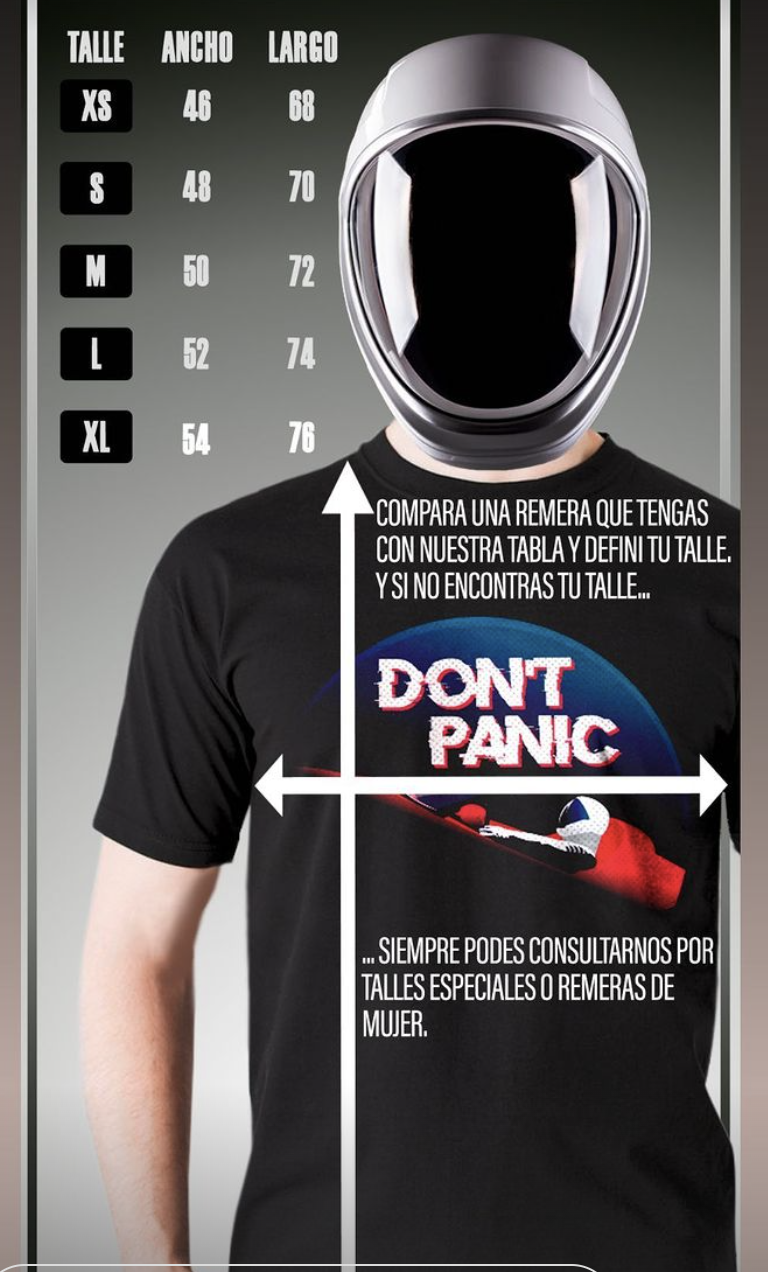 TALLE ANCHO LARGO
XS 46 68
S 48 70
M 50 72
L 52 74
XL 54 76
COMPARA UNA REMERA QUE TENGAS
CON NUESTRA TABLA Y DEFINI TU TALLE.
Y SI NO ENCONTRAS TU TALLE...
DON'T
PANIC
... SIEMPRE PODES CONSULTARNOS POR
TALLES ESPECIALES O REMERAS DE
MUJER.